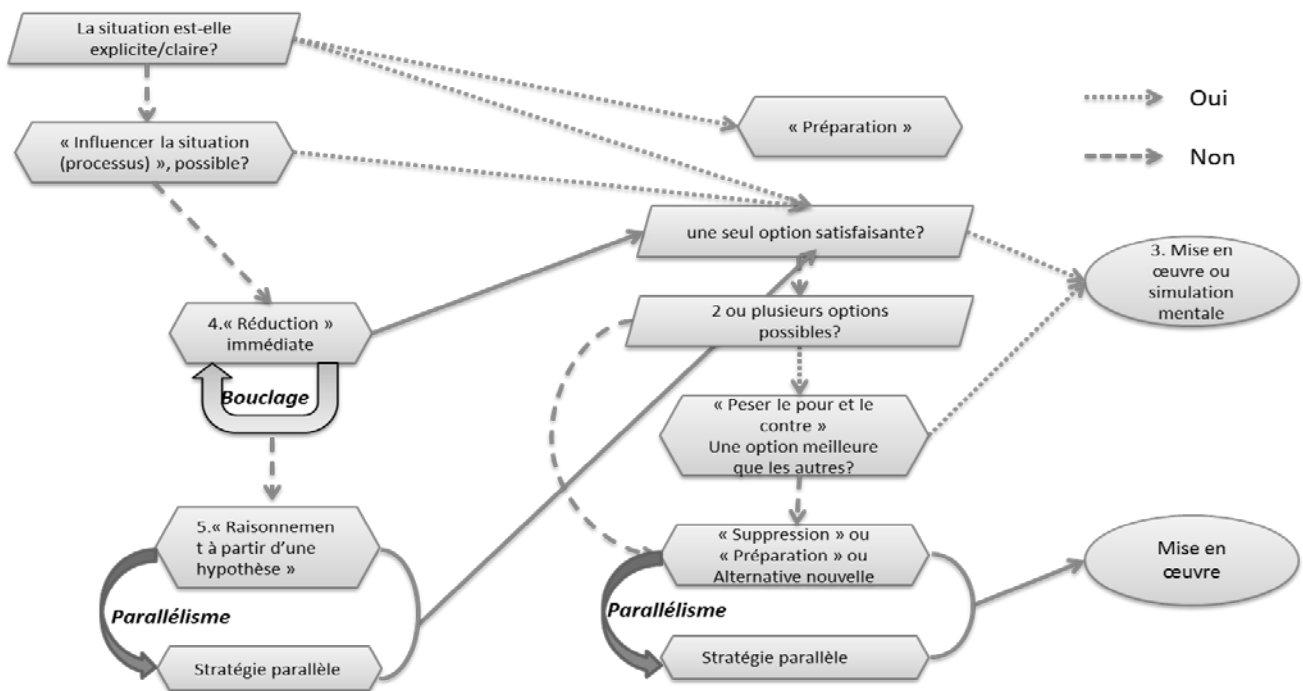 La situation est-elle
explicite/claire?
Oui
« Préparation »
« Influencer la situation
(processus) », possible?
Non
une seul option satisfaisante?
3. Mise en
œuvre ou
simulation
mentale
4.« Réduction »
immédiate
2 ou plusieurs options
possibles?
Bouclage
« Peser le pour et le
contre »
Une option meilleure
que les autres?
5.« Raisonnemen
t à partir d’une
hypothèse »
« Suppression » ou
« Préparation » ou
Alternative nouvelle
Mise en
œuvre
Parallélisme
Parallélisme
Stratégie parallèle
Stratégie parallèle